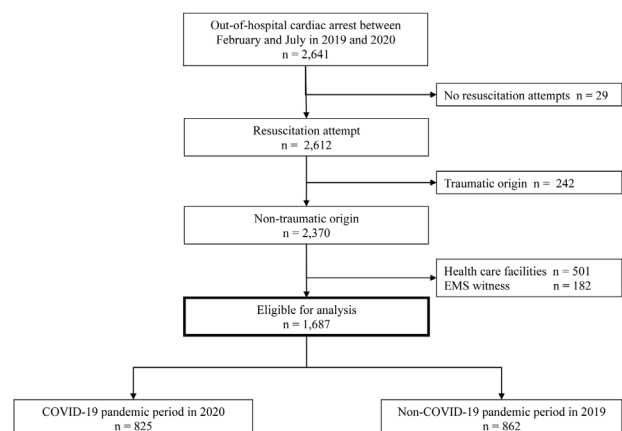 Out-of-hospital cardiac arrest between
February and July in 2019 and 2020
n = 2,641
No resuscitation attempts n = 29
Resuscitation attempt
n = 2,612
Traumatic origin n = 242
Non-traumatic origin
n = 2,370
Health care facilities n = 501
EMS witness n = 182
Eligible for analysis
n = 1,687
COVID-19 pandemic period in 2020
n = 825
Non-COVID-19 pandemic period in 2019
n = 862